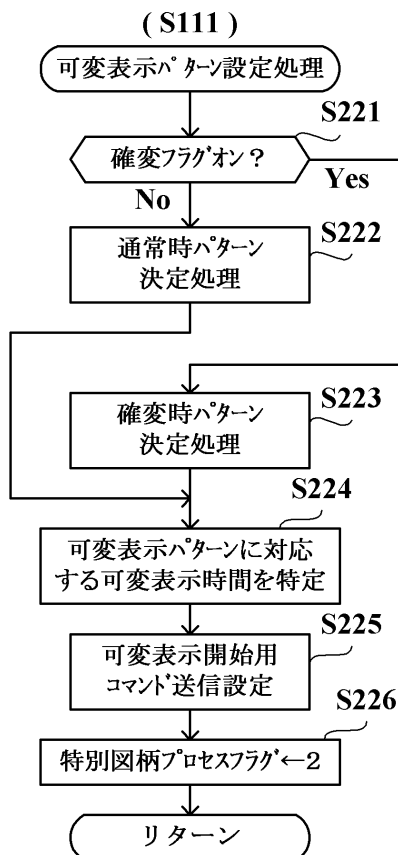 ( S111 )
可変表示ﾊﾟﾀｰﾝ設定処理
S221
確変ﾌﾗｸﾞｵﾝ？
Yes
No
S222
通常時ﾊﾟﾀｰﾝ
決定処理
S223
確変時ﾊﾟﾀｰﾝ
決定処理
S224
可変表示ﾊﾟﾀｰﾝに対応
する可変表示時間を特定
S225
可変表示開始用
ｺﾏﾝﾄﾞ送信設定
S226
特別図柄ﾌﾟﾛｾｽﾌﾗｸﾞ←2
リターン